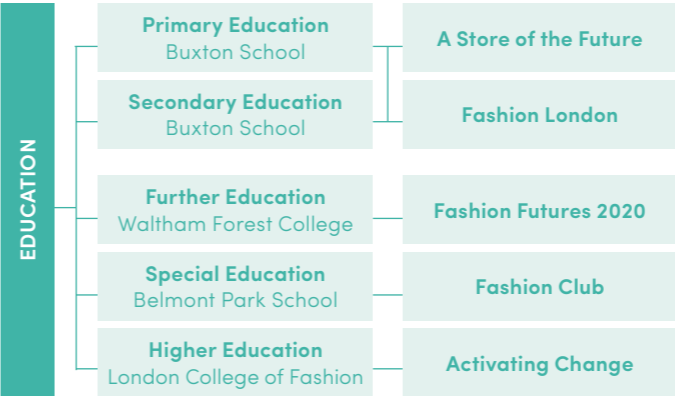 EDUCATION
Primary Education
Buxton School
A Store of the Future
Secondary Education
Buxton School
Fashion London
Further Education
Waltham Forest College
Fashion Futures 2020
Special Education
Belmont Park School
Fashion Club
Higher Education
London College of Fashion
Activating Change